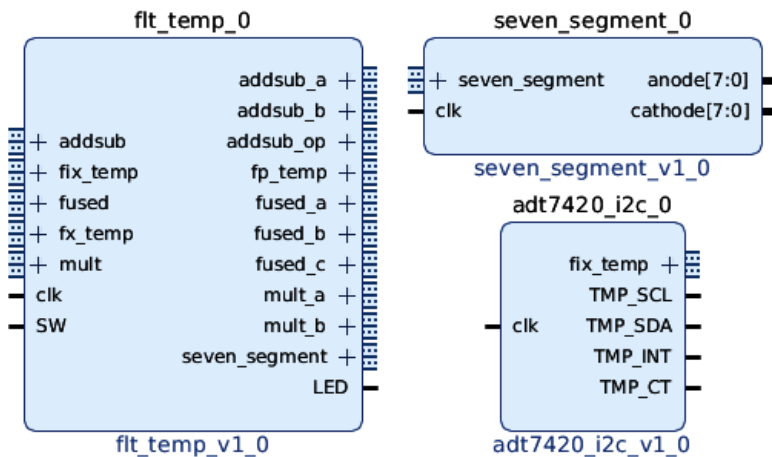 flt_temp_0
addsub_a
addsub_b
addsub
addsub_op
fix_temp
fp_temp
fused
fused_a
fx_temp
fused_b
mult
fused_c
clk
mult_a
SW
mult_b
seven_segment
LED
flt_temp_v1_0
seven_segment_0
seven_segment
anode[7:0]
clk
cathode[7:0]
seven_segment_v1_0
adt7420_i2c_0
fix_temp
TMP_SCL
clk
TMP_SDA
TMP_INT
TMP_CT
adt7420_i2c_v1_0